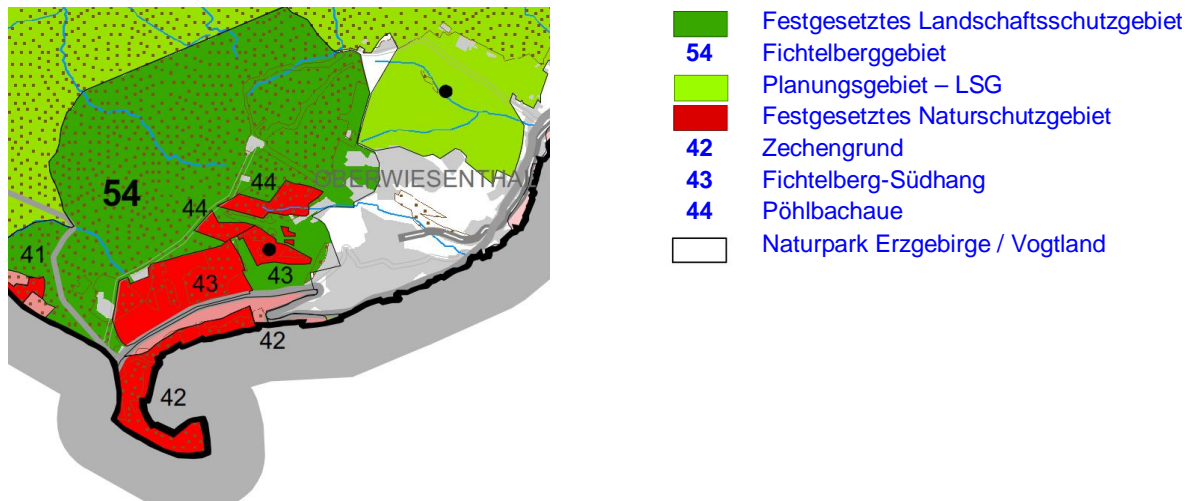 54
44
OBERWIESENTHAL
44
41
43
43
42
42
Festgesetztes Landschaftsschutzgebiet
54 Fichtelberggebiet
Planungsgebiet – LSG
Festgesetztes Naturschutzgebiet
42 Zechengrund
43 Fichtelberg-Südhang
44 Pöhlbachaue
Naturpark Erzgebirge / Vogtland